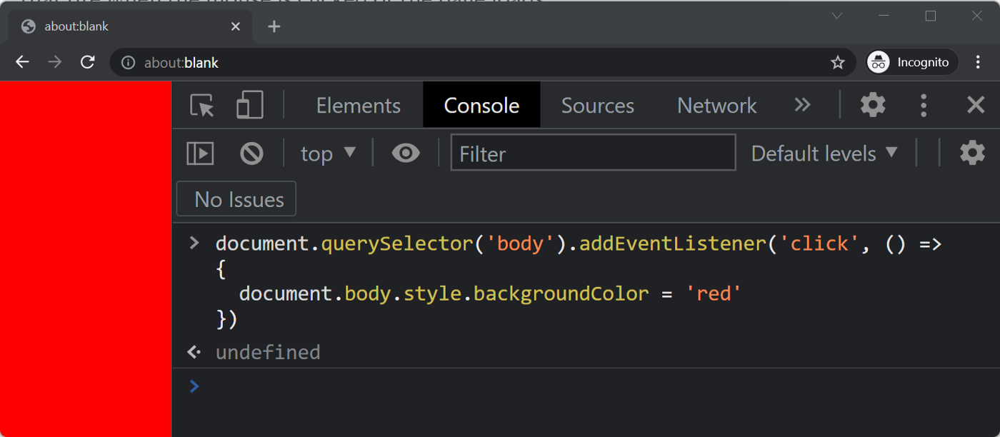 about:blank
about:blank
Incognito
Elements Console Sources Network
top Filter Default levels
No Issues
> document.querySelector('body').addEventListener('click', () =>
{
  document.body.style.backgroundColor = 'red'
})
undefined
>